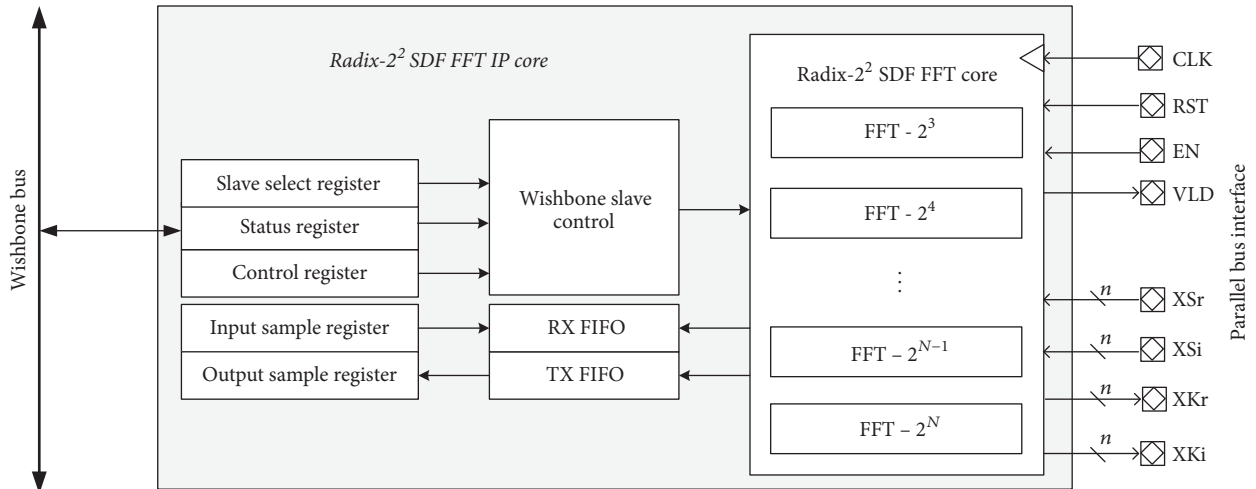 Wishbone bus
Radix-2² SDF FFT IP core
Slave select register
Status register
Control register
Input sample register
Output sample register
Wishbone slave
control
RX FIFO
TX FIFO
Radix-2² SDF FFT core
FFT - 2³
FFT - 2⁴
⋮
FFT – 2ᴺ⁻¹
FFT – 2ᴺ
CLK
RST
EN
VLD
n XSr
n XSi
n XKr
n XKi
Parallel bus interface